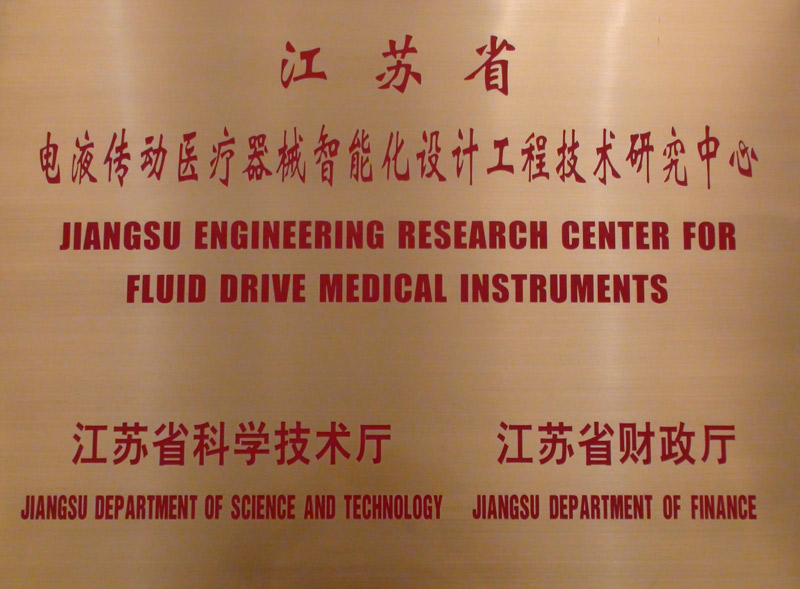 江苏省
电液传动医疗器械智能化设计工程技术研究中心
JIANGSU ENGINEERING RESEARCH CENTER FOR
FLUID DRIVE MEDICAL INSTRUMENTS
江苏省科学技术厅 江苏省财政厅
JIANGSU DEPARTMENT OF SCIENCE AND TECHNOLOGY JIANGSU DEPARTMENT OF FINANCE